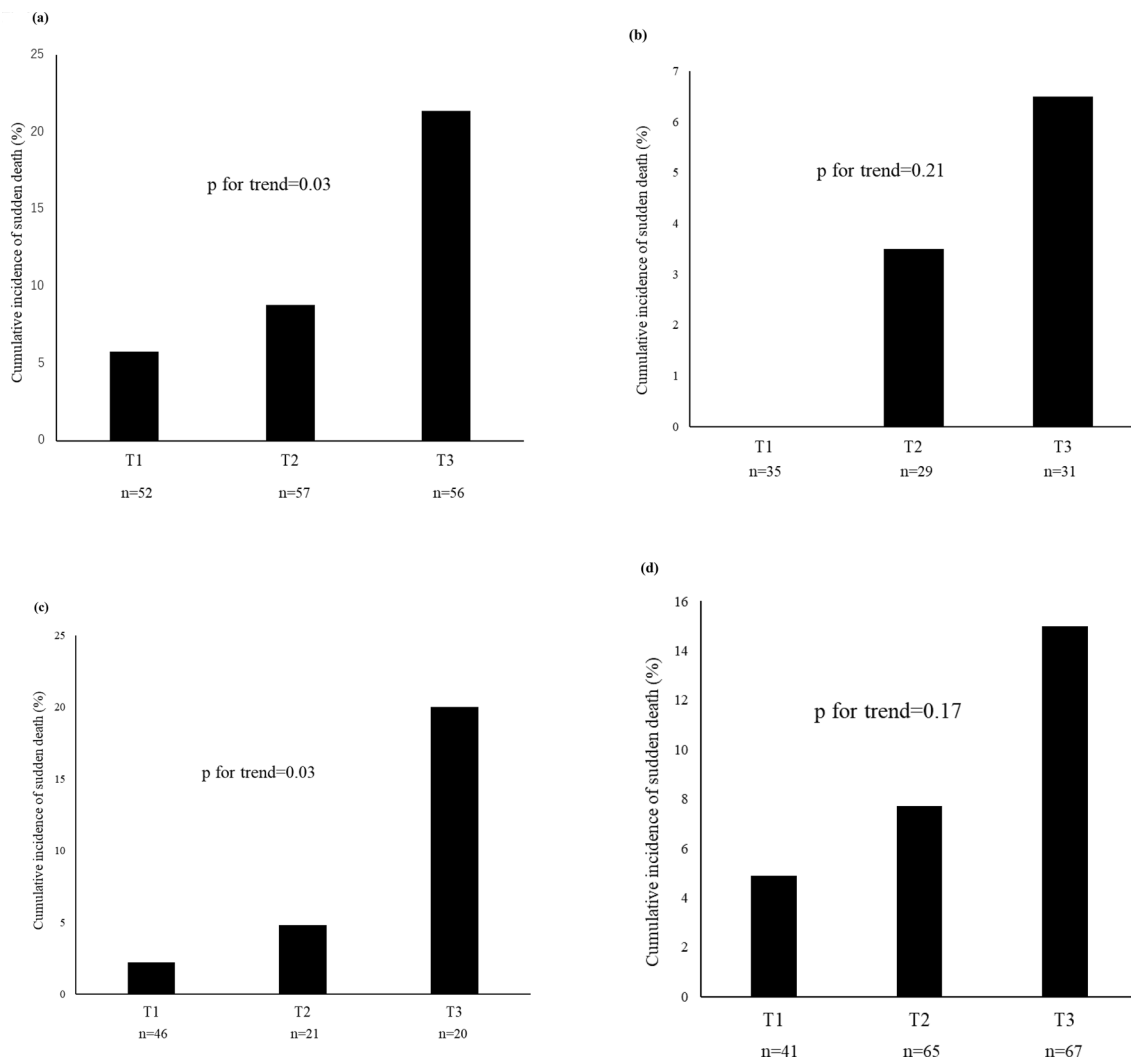 (a)
Cumulative incidence of sudden death (%)
25
20
15
10
5
0
p for trend=0.03
T1 T2 T3
n=52 n=57 n=56
(b)
Cumulative incidence of sudden death (%)
7
6
5
4
3
2
1
0
p for trend=0.21
T1 T2 T3
n=35 n=29 n=31
(c)
Cumulative incidence of sudden death (%)
25
20
15
10
5
0
p for trend=0.03
T1 T2 T3
n=46 n=21 n=20
(d)
Cumulative incidence of sudden death (%)
16
14
12
10
8
6
4
2
0
p for trend=0.17
T1 T2 T3
n=41 n=65 n=67